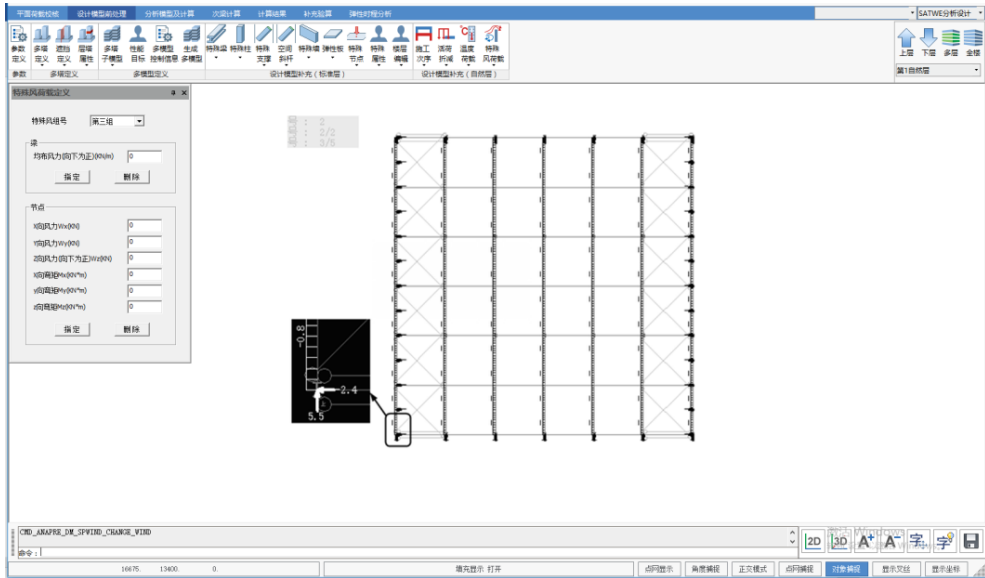 平面荷载校核 设计模型前处理 分析模型及计算 次梁计算 计算结果 补充验算 弹性时程分析
SATWE分析设计
参数定义 多塔定义 遮挡定义 层塔属性 多塔子模型 性能目标 多模型控制信息 生成多模型 特殊梁 特殊柱 特殊支撑 空间斜杆 特殊墙 弹性板 特殊节点 特殊属性 楼层编辑 施工次序 活荷折减 温度荷载 特殊风荷载
上层 下层 多层 全楼
参数 多塔定义 多模型定义 设计模型补充(标准层) 设计模型补充(自然层)
第1自然层
特殊风荷载定义
特殊风组号 第三组
梁
均布风力(向下为正)(KN/m) 0
指定 删除
节点
X向风力Wx(KN) 0
Y向风力Wy(KN) 0
Z向风力(向下为正)Wz(KN) 0
X向弯矩Mx(KN*m) 0
y向弯矩My(KN*m) 0
z向弯矩Mz(KN*m) 0
指定 删除
: 2
: 2/2
: 3/5
-0.8
-2.4
5.5
CMD_ANAPRE_DM_SPWIND_CHANGE_WIND
命令:
2D 3D A+ A- 字 字
Windows
16675. 13400. 0.
填充显示 打开
点网显示 角度捕捉 正交模式 点网捕捉 对象捕捉 显示叉丝 显示坐标